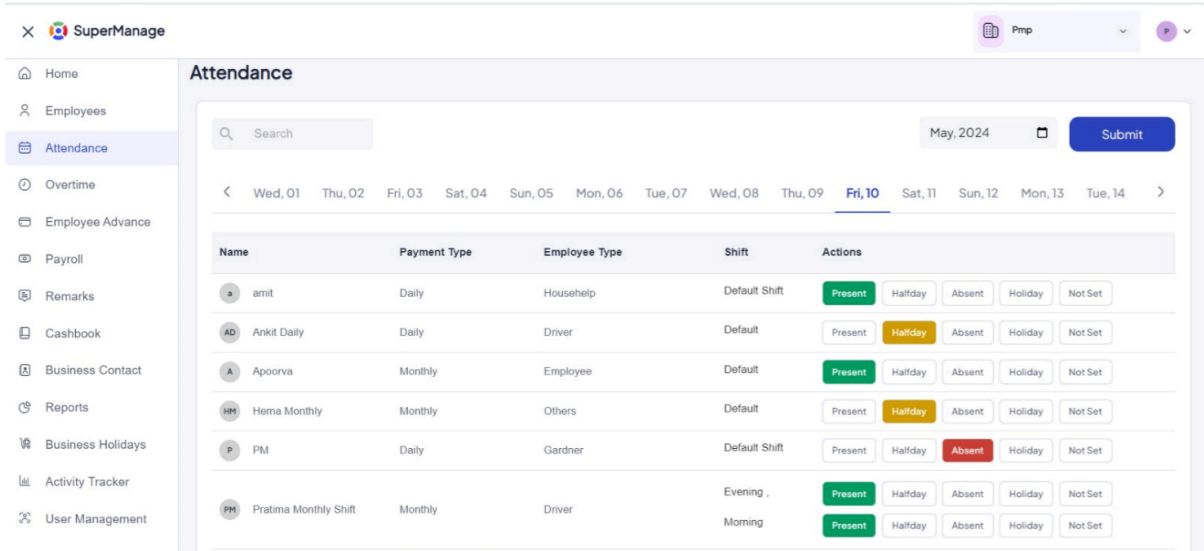 SuperManage
Pmp
P
Home
Employees
Attendance
Overtime
Employee Advance
Payroll
Remarks
Cashbook
Business Contact
Reports
Business Holidays
Activity Tracker
User Management
Attendance
Search
May, 2024
Submit
Wed, 01 Thu, 02 Fri, 03 Sat, 04 Sun, 05 Mon, 06 Tue, 07 Wed, 08 Thu, 09 Fri, 10 Sat, 11 Sun, 12 Mon, 13 Tue, 14
Name Payment Type Employee Type Shift Actions
a amit Daily Househelp Default Shift Present Halfday Absent Holiday Not Set
AD Ankit Daily Daily Driver Default Present Halfday Absent Holiday Not Set
A Apoorva Monthly Employee Default Present Halfday Absent Holiday Not Set
HM Hema Monthly Monthly Others Default Present Halfday Absent Holiday Not Set
P PM Daily Gardner Default Shift Present Halfday Absent Holiday Not Set
PM Pratima Monthly Shift Monthly Driver Evening , Present Halfday Absent Holiday Not Set
Morning Present Halfday Absent Holiday Not Set